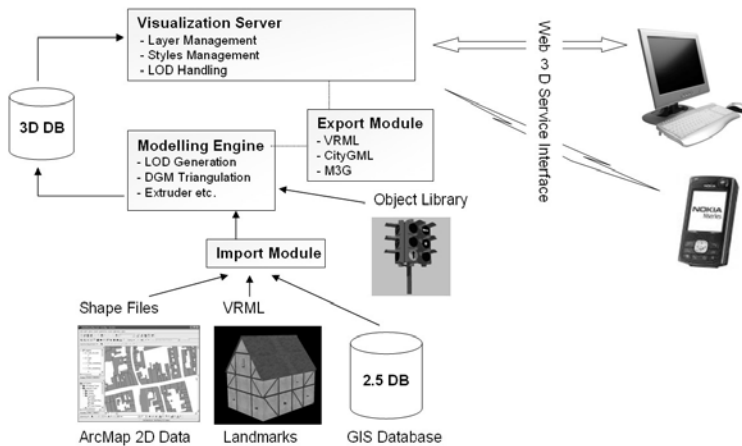 Visualization Server
- Layer Management
- Styles Management
- LOD Handling
3D DB
Modelling Engine
- LOD Generation
- DGM Triangulation
- Extruder etc.
Export Module
- VRML
- CityGML
- M3G
Web 3D Service Interface
Object Library
NOKIA
Nseries
Import Module
Shape Files
VRML
2.5 DB
ArcMap 2D Data
Landmarks
GIS Database